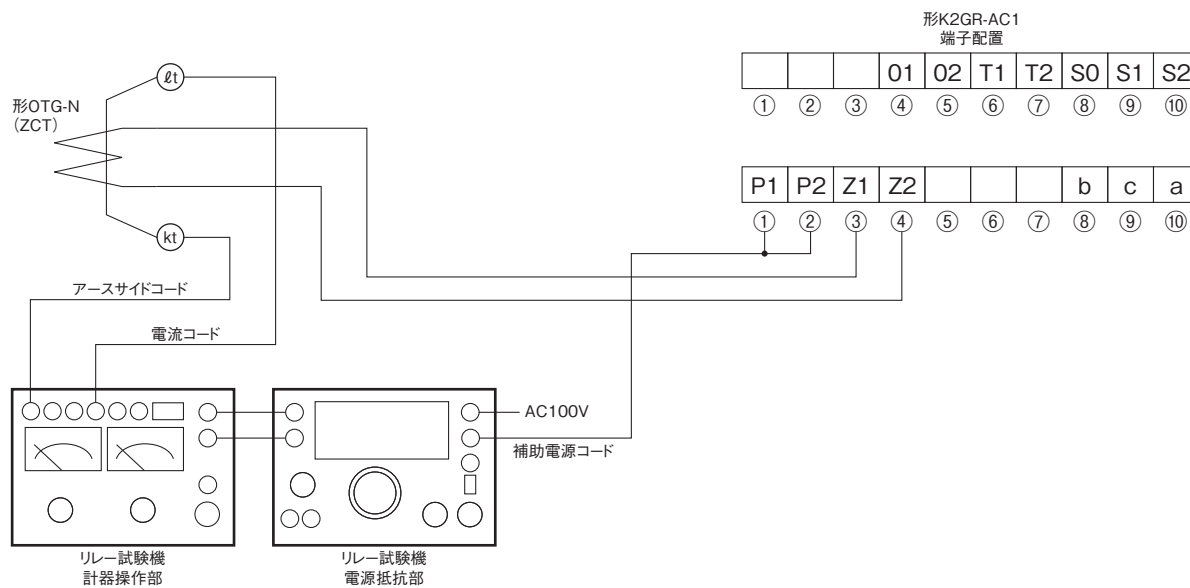 形K2GR-AC1
端子配置
01 02 T1 T2 S0 S1 S2
① ② ③ ④ ⑤ ⑥ ⑦ ⑧ ⑨ ⑩
P1 P2 Z1 Z2 b c a
① ② ③ ④ ⑤ ⑥ ⑦ ⑧ ⑨ ⑩
ℓt
形OTG-N
(ZCT)
kt
アースサイドコード
電流コード
AC100V
補助電源コード
リレー試験機
計器操作部
リレー試験機
電源抵抗部